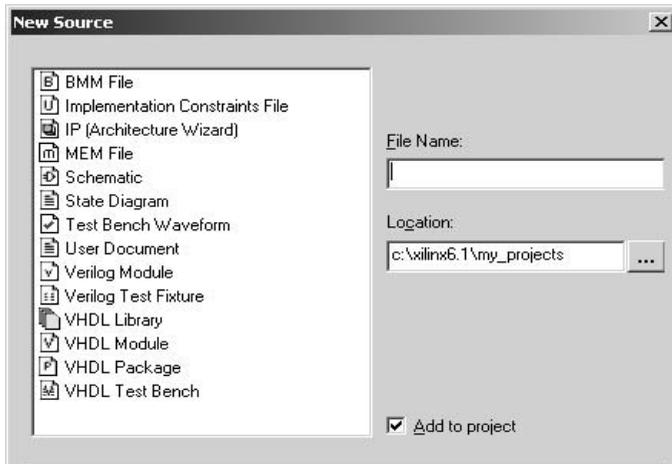 New Source
BMM File
Implementation Constraints File
IP (Architecture Wizard)
MEM File
Schematic
State Diagram
Test Bench Waveform
User Document
Verilog Module
Verilog Test Fixture
VHDL Library
VHDL Module
VHDL Package
VHDL Test Bench
File Name:
Location:
c:\xilinx6.1\my_projects
...
Add to project